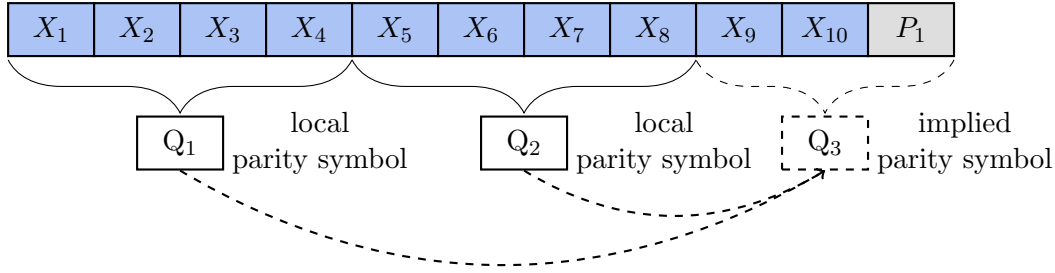 X₁ X₂ X₃ X₄ X₅ X₆ X₇ X₈ X₉ X₁₀ P₁
Q₁ local parity symbol
Q₂ local parity symbol
Q₃ implied parity symbol